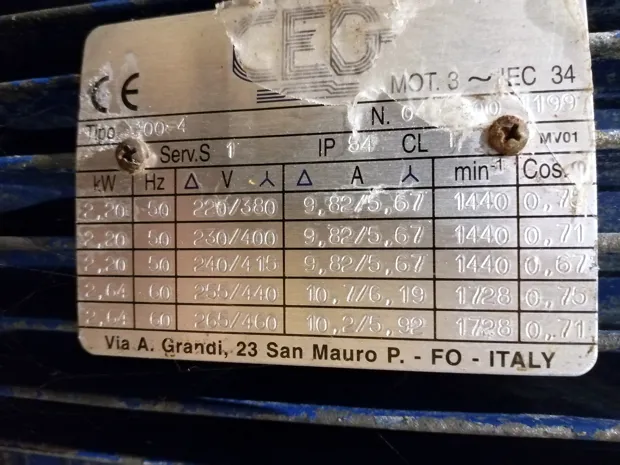 CEG
MOT. 3 ~ IEC 34
CE
N.
Tipo
Serv.S 1 IP 54 CL MV01
kW Hz Δ V ⅄ Δ A ⅄ min⁻¹ Cos.
2,20 50 220/380 9,82/5,67 1440 0,75
2,20 50 230/400 9,82/5,67 1440 0,71
2,20 50 240/415 9,82/5,67 1440 0,67
2,64 60 255/440 10,7/6,19 1728 0,75
2,64 60 265/460 10,2/5,92 1728 0,71
Via A. Grandi, 23 San Mauro P. - FO - ITALY